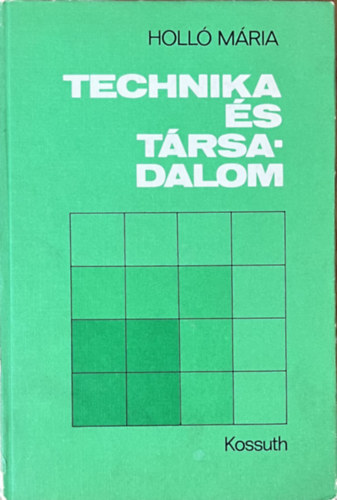 HOLLÓ MÁRIA
TECHNIKA
ÉS
TÁRSA-
DALOM
Kossuth